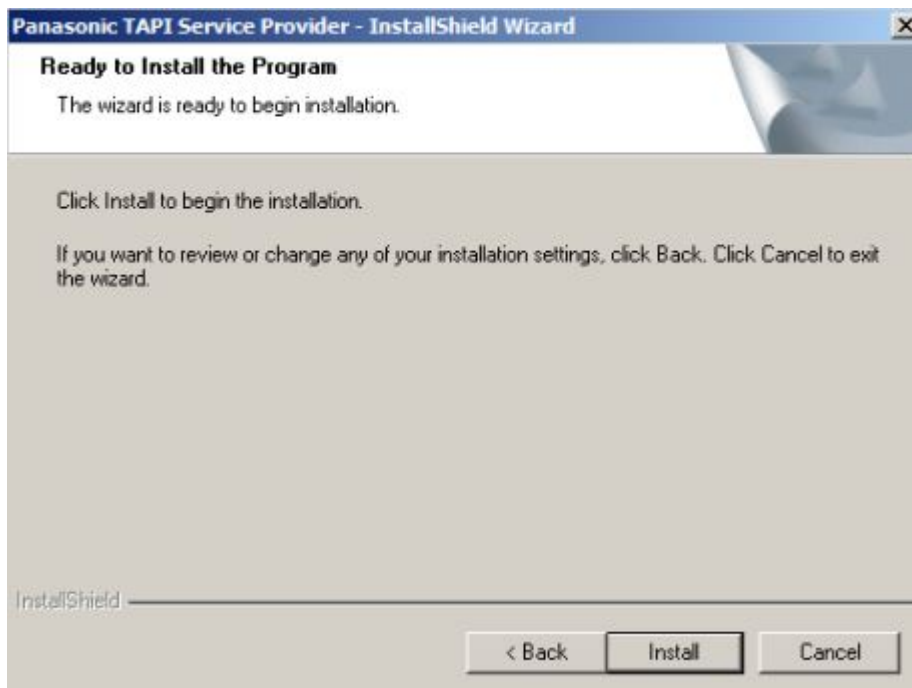 Panasonic TAPI Service Provider - InstallShield Wizard
Ready to Install the Program
The wizard is ready to begin installation.
Click Install to begin the installation.
If you want to review or change any of your installation settings, click Back. Click Cancel to exit
the wizard.
InstallShield
< Back
Install
Cancel